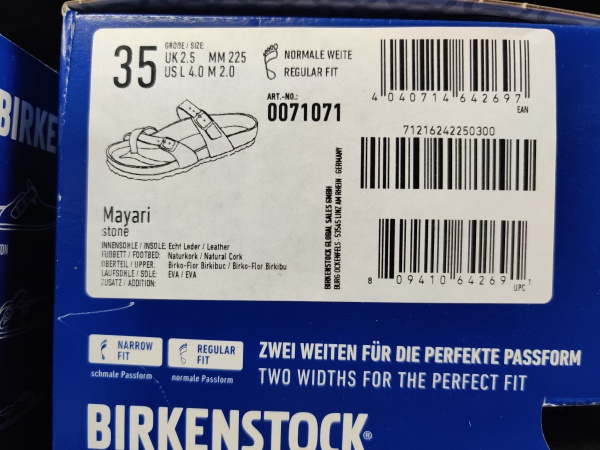 35
GRÖßE / SIZE:
UK 2.5 MM 225
US L 4.0 M 2.0
NORMALE WEITE
REGULAR FIT
ART.-NO.:
0071071
4 040714 642697
EAN
71216242250300
8 09410 64269 1
UPC
Mayari
stone
INNENSOHLE / INSOLE: Echt Leder / Leather
FUßBETT / FOOTBED: Naturkork / Natural Cork
OBERTEIL / UPPER: Birko-Flor Birkibuc / Birko-Flor Birkibu
LAUFSOHLE / SOLE: EVA / EVA
ZUSATZ / ADDITION:
BIRKENSTOCK GLOBAL SALES GMBH
BURG OCKENFELS · 53545 LINZ AM RHEIN · GERMANY
NARROW FIT
schmale Passform
REGULAR FIT
normale Passform
ZWEI WEITEN FÜR DIE PERFEKTE PASSFORM
TWO WIDTHS FOR THE PERFECT FIT
BIRKENSTOCK®
BIRKE